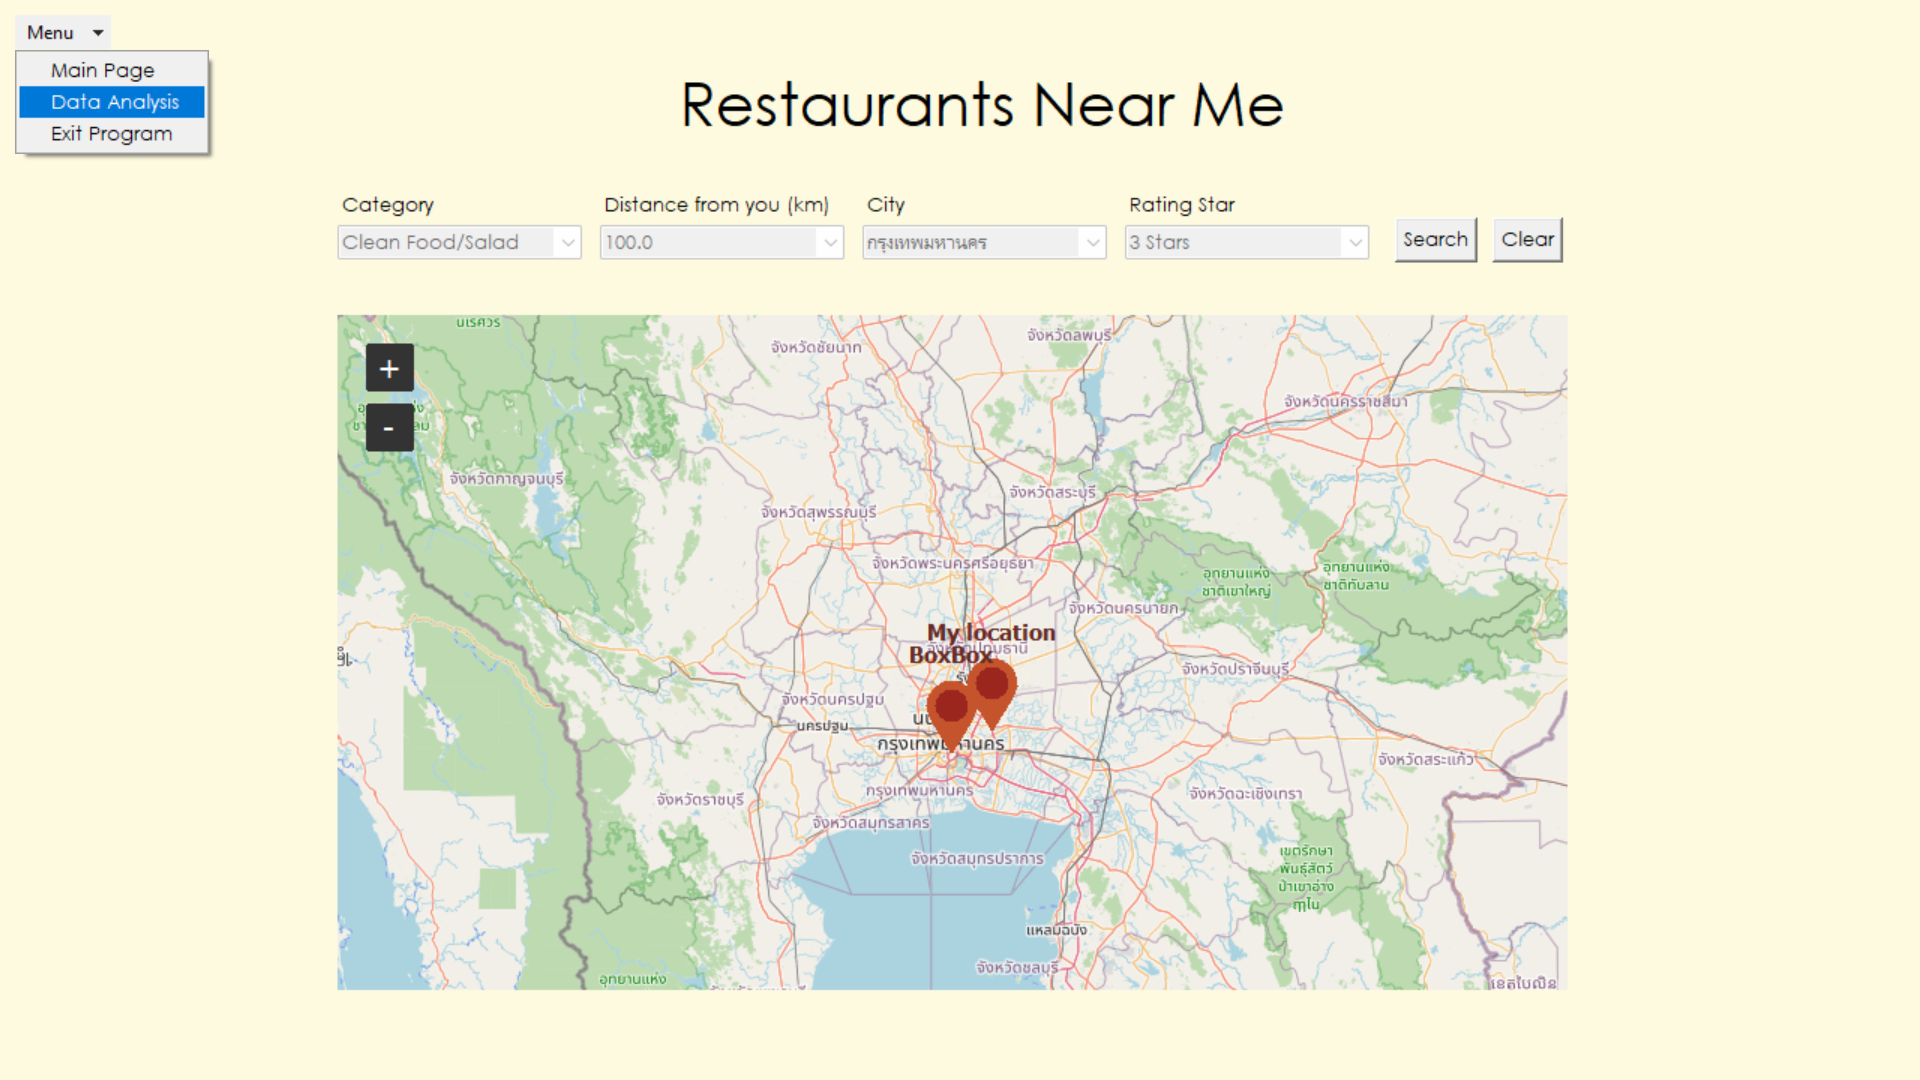 Menu
Main Page
Data Analysis
Exit Program
Restaurants Near Me
Category
Distance from you (km)
City
Rating Star
Clean Food/Salad
100.0
กรุงเทพมหานคร
3 Stars
Search
Clear
นเรศวร
จังหวัดชัยนาท
จังหวัดลพบุรี
+
-
จังหวัดนครราชสีมา
จังหวัดกาญจนบุรี
จังหวัดสระบุรี
จังหวัดสุพรรณบุรี
จังหวัดพระนครศรีอยุธยา
อุทยานแห่ง
ชาติเขาใหญ่
อุทยานแห่ง
ชาติทับลาน
จังหวัดนครนายก
My location
BoxBox
จังหวัดปทุมธานี
จังหวัดปราจีนบุรี
จังหวัดนครปฐม
นครปฐม
กรุงเทพมหานคร
จังหวัดสระแก้ว
กรุงเทพมหานคร
จังหวัดราชบุรี
จังหวัดฉะเชิงเทรา
จังหวัดสมุทรสาคร
จังหวัดสมุทรปราการ
เขตรักษา
พันธุ์สัตว์
ป่าเขาอ่าง
ฤๅไน
แหลมฉบัง
จังหวัดชลบุรี
อุทยานแห่ง